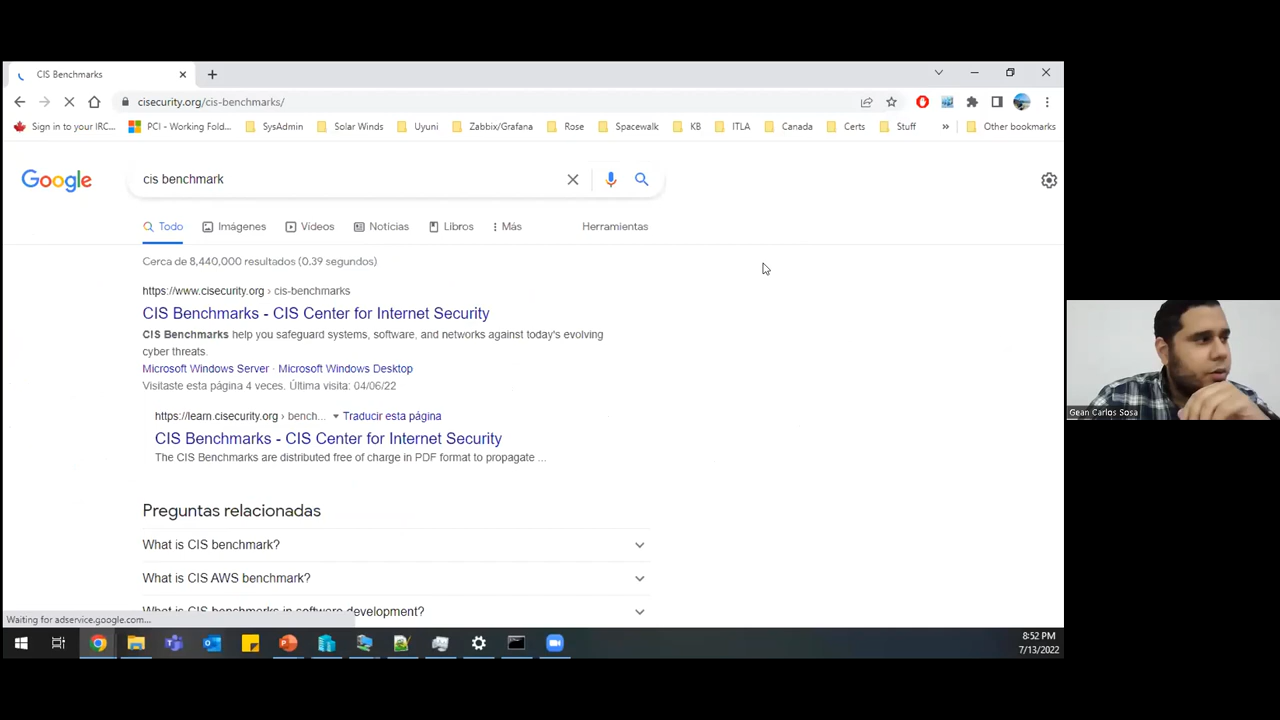 CIS Benchmarks
cisecurity.org/cis-benchmarks/
Sign in to your IRC...
PCI - Working Fold...
SysAdmin
Solar Winds
Uyuni
Zabbix/Grafana
Rose
Spacewalk
KB
ITLA
Canada
Certs
Stuff
»
Other bookmarks
Google
cis benchmark
Todo
Imágenes
Vídeos
Noticias
Libros
Más
Herramientas
Cerca de 8,440,000 resultados (0.39 segundos)
https://www.cisecurity.org › cis-benchmarks
CIS Benchmarks - CIS Center for Internet Security
CIS Benchmarks help you safeguard systems, software, and networks against today's evolving
cyber threats.
Microsoft Windows Server · Microsoft Windows Desktop
Visitaste esta página 4 veces. Última visita: 04/06/22
https://learn.cisecurity.org › bench... Traducir esta página
CIS Benchmarks - CIS Center for Internet Security
The CIS Benchmarks are distributed free of charge in PDF format to propagate ...
Preguntas relacionadas
What is CIS benchmark?
What is CIS AWS benchmark?
What is CIS benchmarks in software development?
Waiting for adservice.google.com...
8:52 PM
7/13/2022
Gean Carlos Sosa